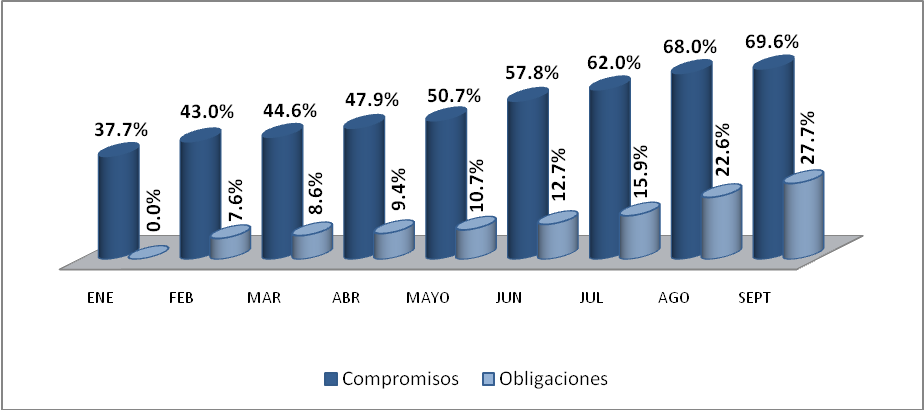 37.7% 43.0% 44.6% 47.9% 50.7% 57.8% 62.0% 68.0% 69.6%
0.0% 7.6% 8.6% 9.4% 10.7% 12.7% 15.9% 22.6% 27.7%
ENE FEB MAR ABR MAYO JUN JUL AGO SEPT
Compromisos Obligaciones